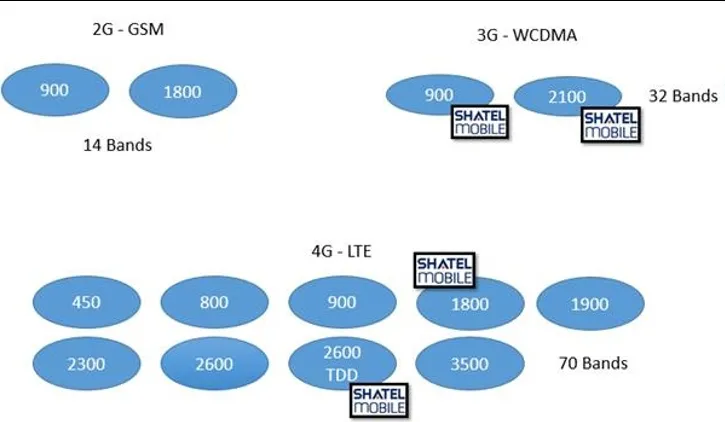 2G - GSM
900
1800
14 Bands
3G - WCDMA
900
2100
32 Bands
SHATEL
MOBILE
SHATEL
MOBILE
4G - LTE
SHATEL
MOBILE
450
800
900
1800
1900
2300
2600
2600
TDD
3500
70 Bands
SHATEL
MOBILE